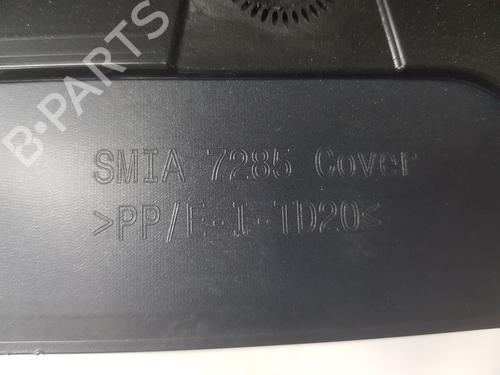 B-PARTS
SMIA 7285 Cover
>PP/E-I-TD20<